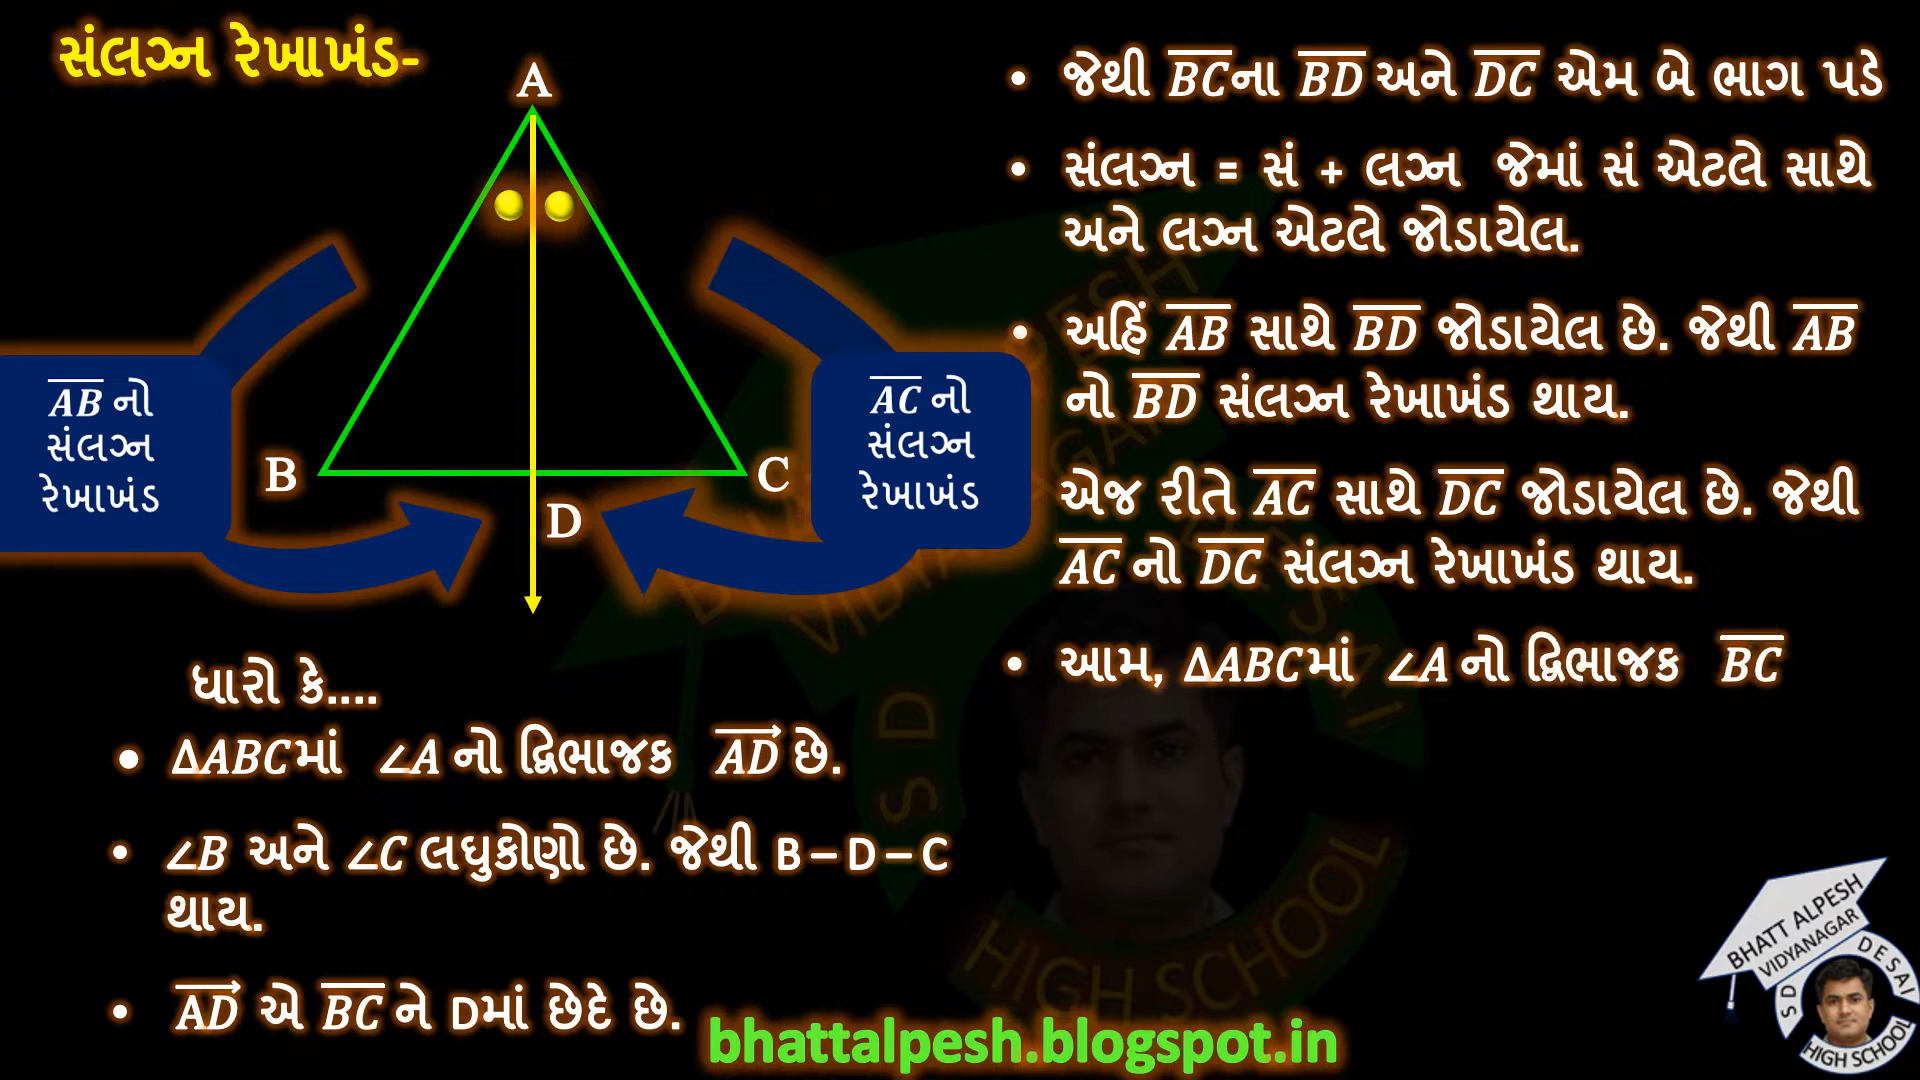 સંલગ્ન રેખાખંડ-
A
B
C
D
AB નો
સંલગ્ન
રેખાખંડ
AC નો
સંલગ્ન
રેખાખંડ
ધારો કે....
• ∆ABCમાં ∠A નો દ્વિભાજક AD છે.
• ∠B અને ∠C લઘુકોણો છે. જેથી B – D – C
થાય.
• AD એ BC ને Dમાં છેદે છે.
• જેથી BCના BD અને DC એમ બે ભાગ પડે
• સંલગ્ન = સં + લગ્ન જેમાં સં એટલે સાથે
અને લગ્ન એટલે જોડાયેલ.
• અહિં AB સાથે BD જોડાયેલ છે. જેથી AB
નો BD સંલગ્ન રેખાખંડ થાય.
એજ રીતે AC સાથે DC જોડાયેલ છે. જેથી
AC નો DC સંલગ્ન રેખાખંડ થાય.
• આમ, ∆ABCમાં ∠A નો દ્વિભાજક BC
bhattalpesh.blogspot.in
BHATT ALPESH
VIDYANAGAR
S D DESAI
HIGH SCHOOL